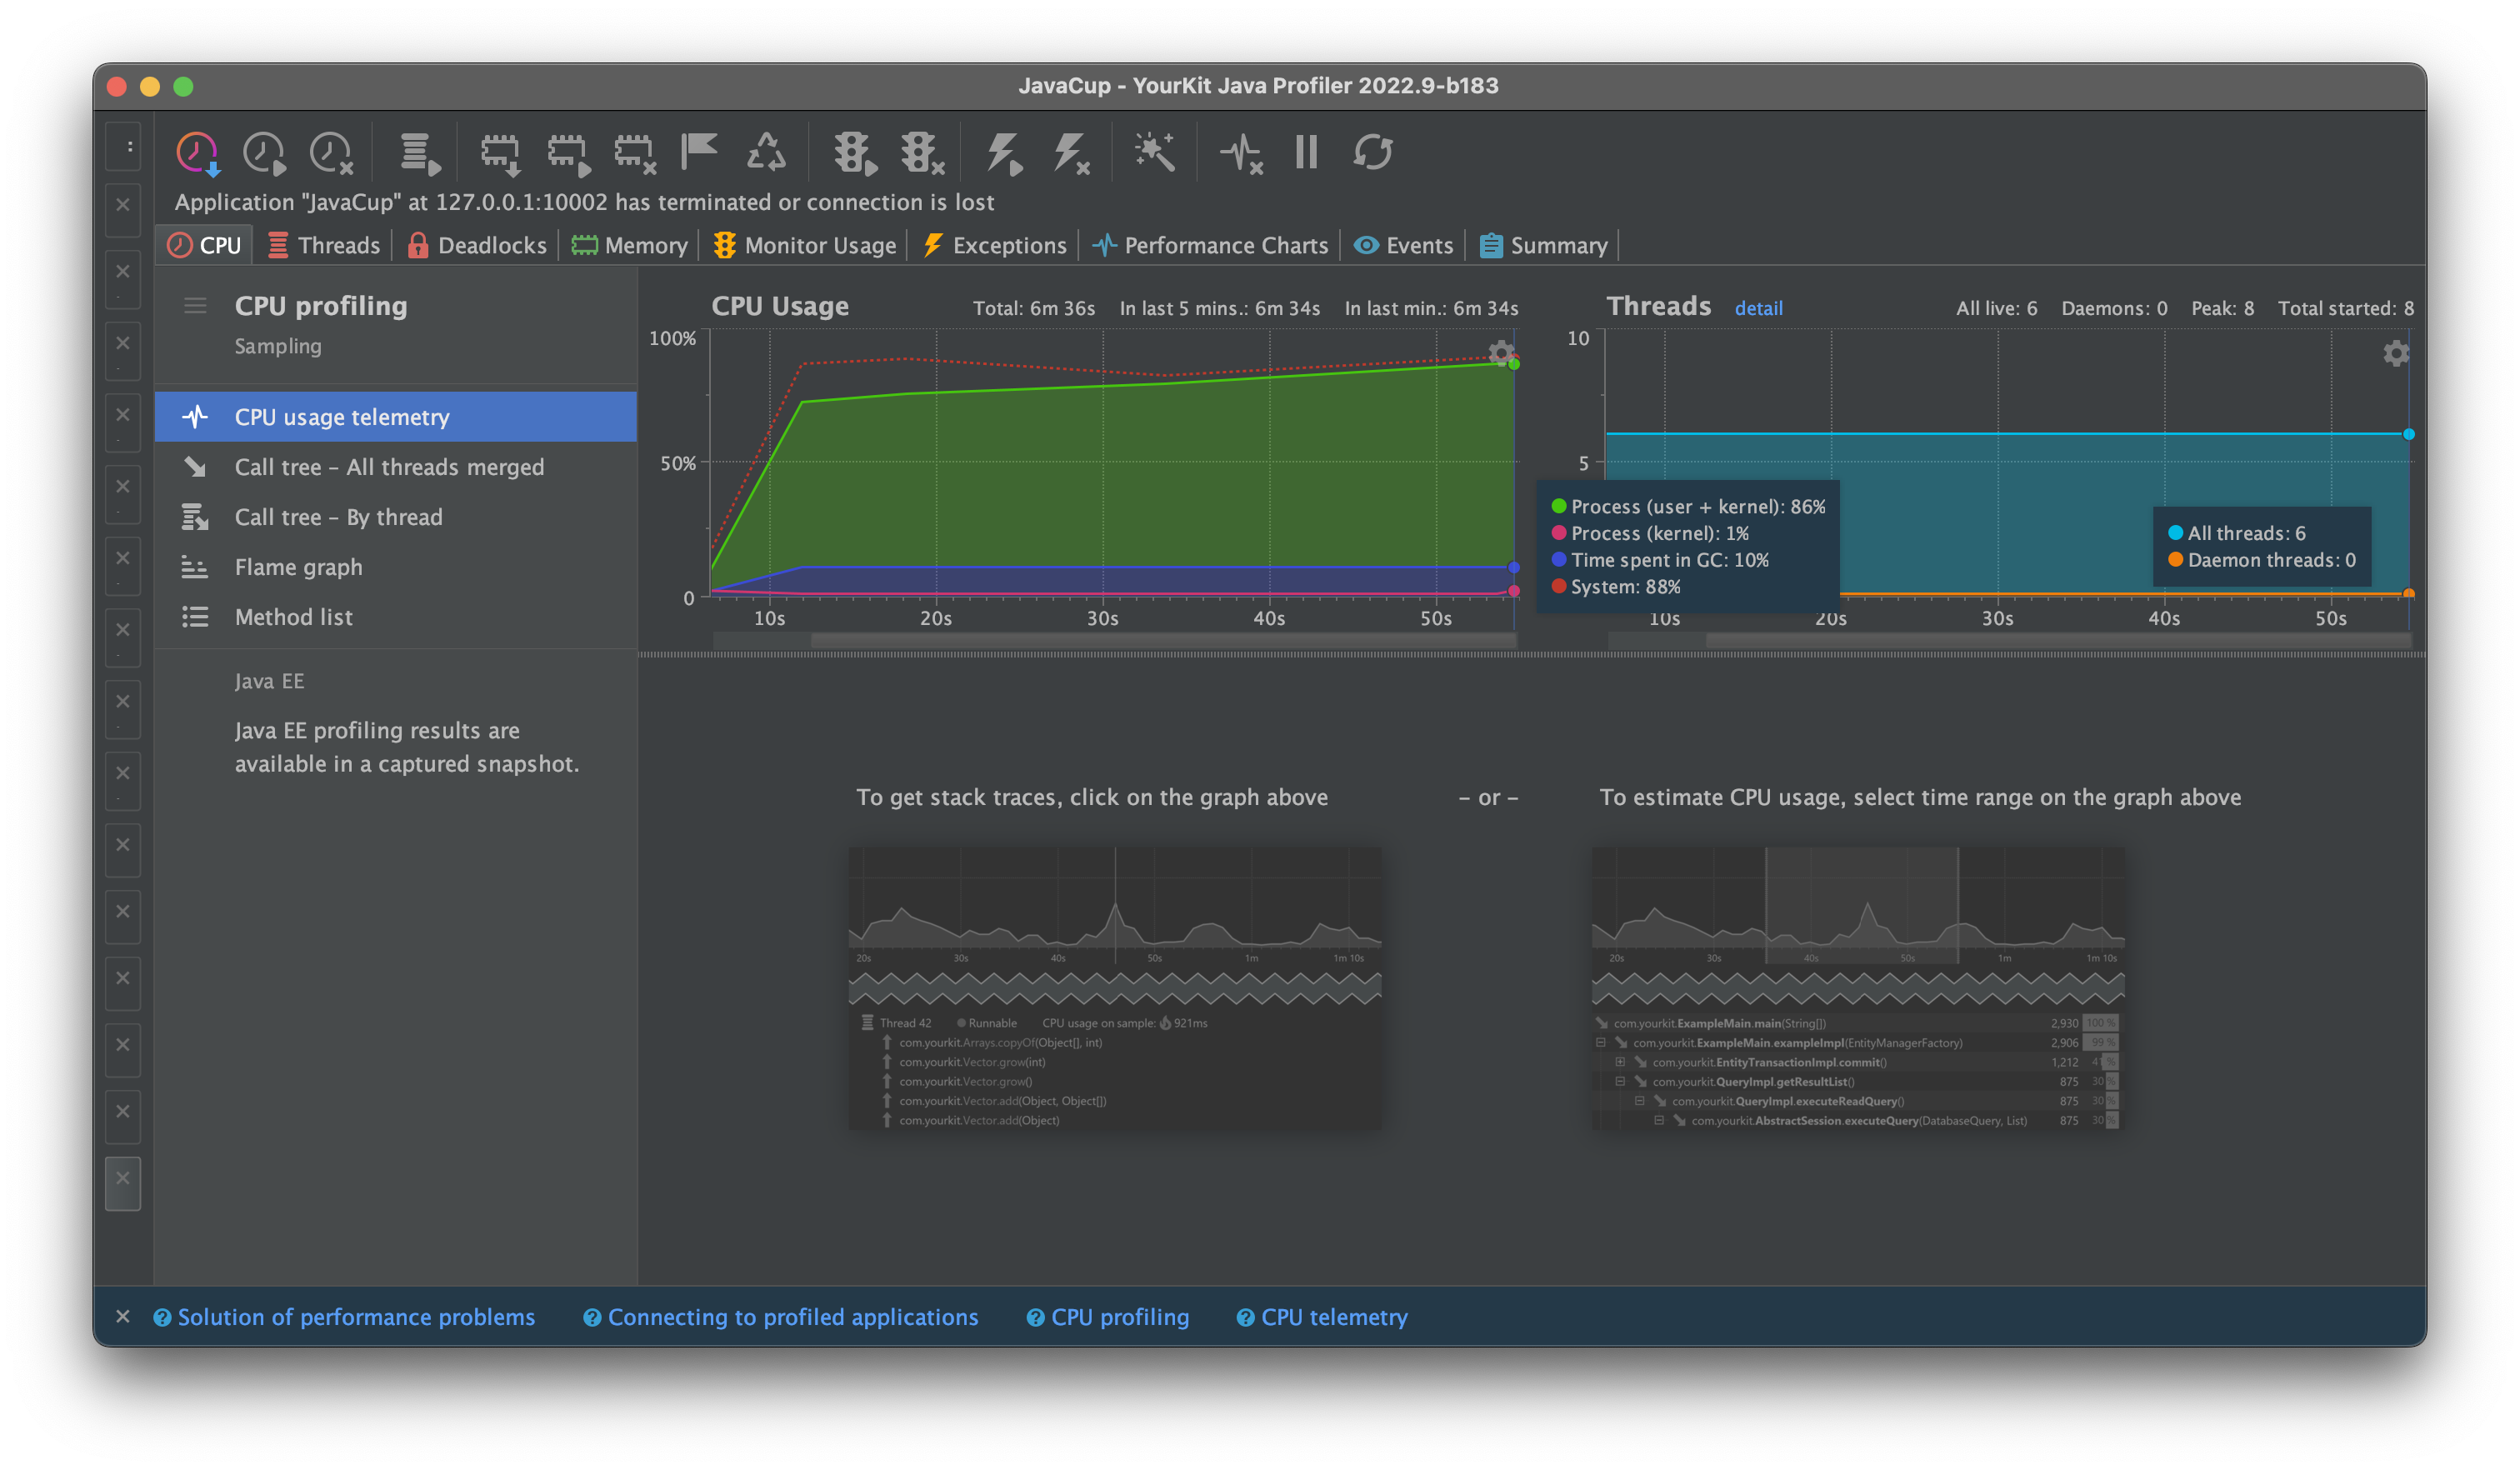 JavaCup - YourKit Java Profiler 2022.9-b183
Application "JavaCup" at 127.0.0.1:10002 has terminated or connection is lost
CPU Threads Deadlocks Memory Monitor Usage Exceptions Performance Charts Events Summary
CPU profiling
Sampling
CPU usage telemetry
Call tree – All threads merged
Call tree – By thread
Flame graph
Method list
Java EE
Java EE profiling results are
available in a captured snapshot.
CPU Usage Total: 6m 36s In last 5 mins.: 6m 34s In last min.: 6m 34s
100%
50%
0
10s 20s 30s 40s 50s
Process (user + kernel): 86%
Process (kernel): 1%
Time spent in GC: 10%
System: 88%
Threads detail All live: 6 Daemons: 0 Peak: 8 Total started: 8
10
5
All threads: 6
Daemon threads: 0
10s 20s 30s 40s 50s
To get stack traces, click on the graph above
– or –
To estimate CPU usage, select time range on the graph above
20s 30s 40s 50s 1m 1m 10s
Thread 42 Runnable CPU usage on sample: 921ms
com.yourkit.Arrays.copyOf(Object[], int)
com.yourkit.Vector.grow(int)
com.yourkit.Vector.grow()
com.yourkit.Vector.add(Object, Object[])
com.yourkit.Vector.add(Object)
20s 30s 40s 50s 1m 1m 10s
com.yourkit.ExampleMain.main(String[]) 2,930 100 %
com.yourkit.ExampleMain.exampleImpl(EntityManagerFactory) 2,906 99 %
com.yourkit.EntityTransactionImpl.commit() 1,212 41 %
com.yourkit.QueryImpl.getResultList() 875 30 %
com.yourkit.QueryImpl.executeReadQuery() 875 30 %
com.yourkit.AbstractSession.executeQuery(DatabaseQuery, List) 875 30 %
Solution of performance problems Connecting to profiled applications CPU profiling CPU telemetry